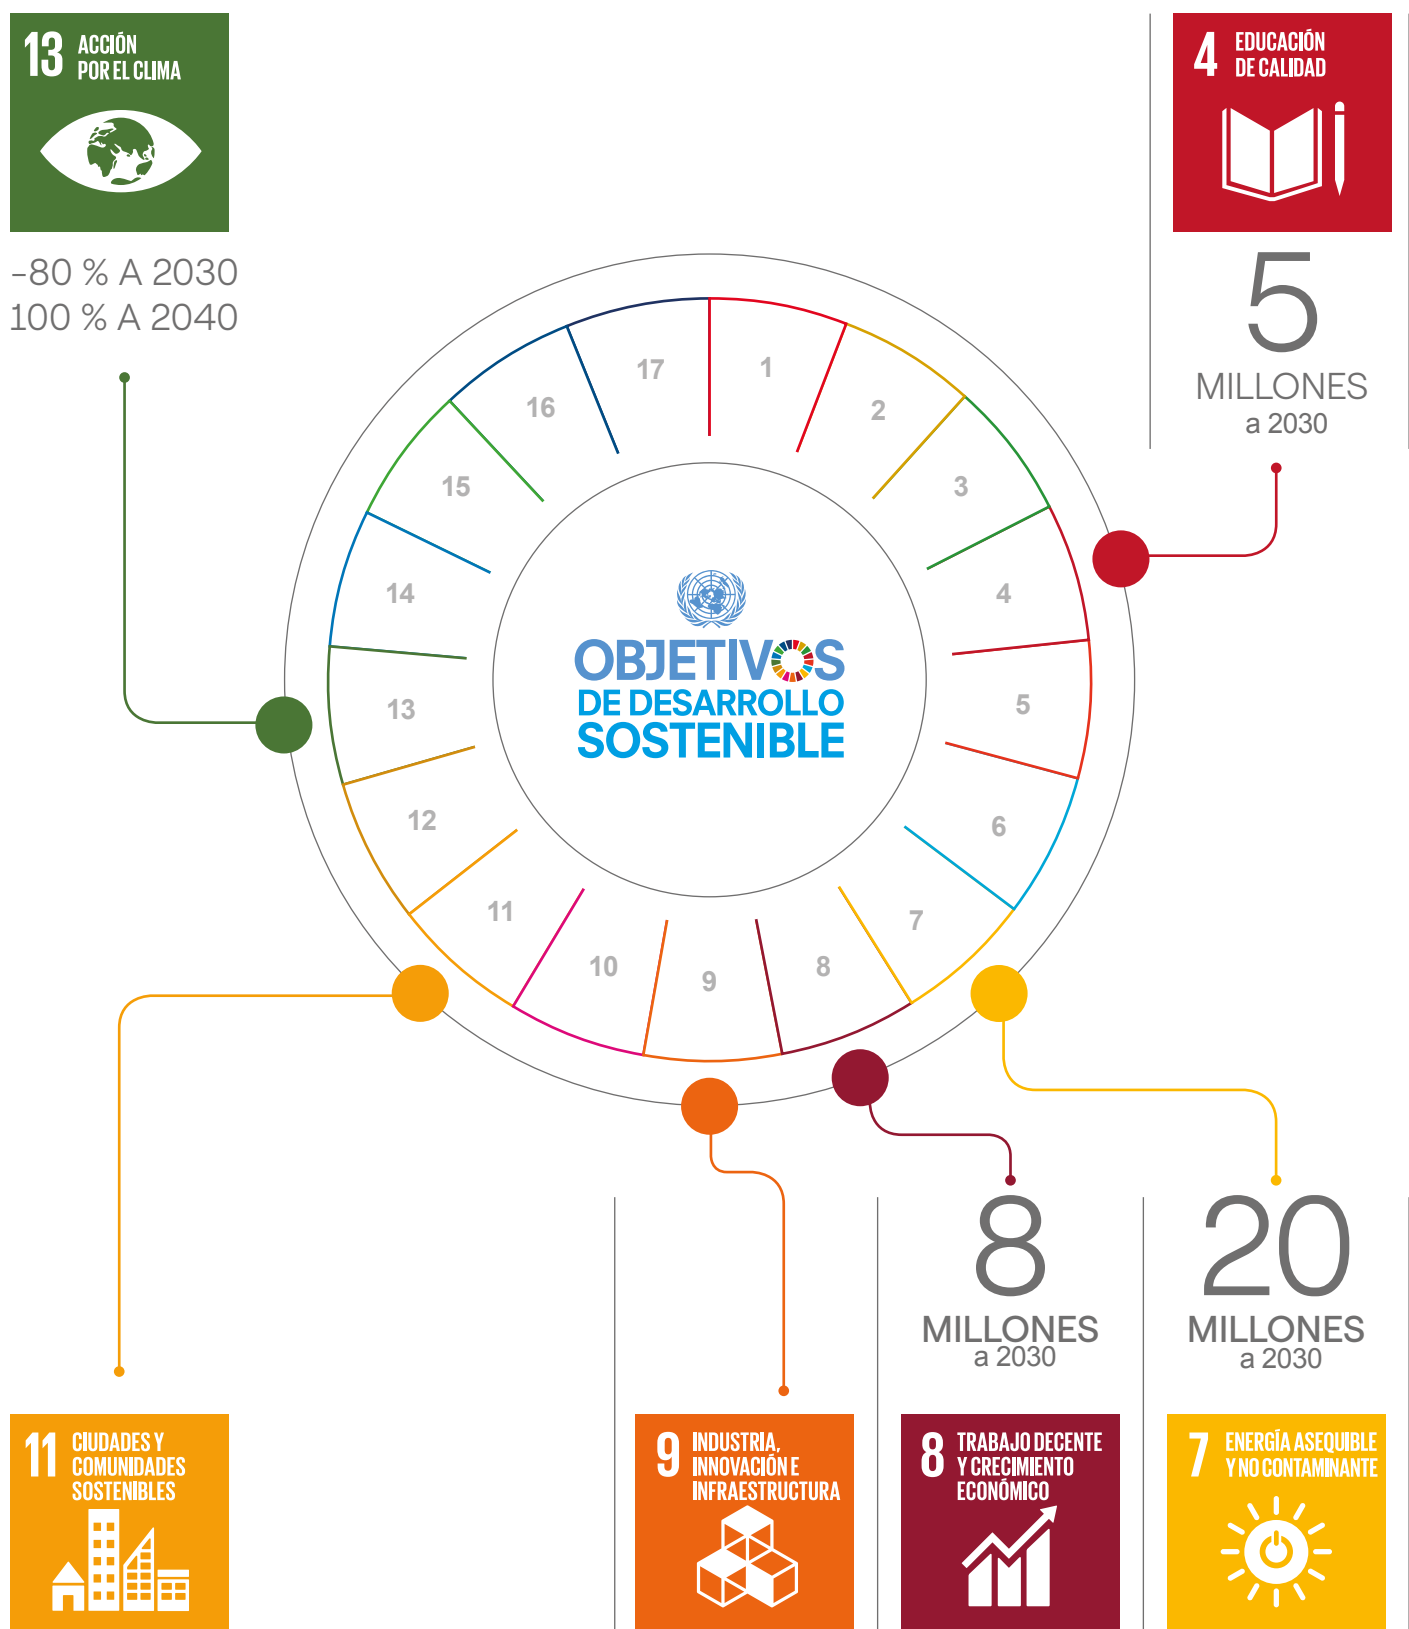 13 ACCIÓN
POR EL CLIMA
-80 % A 2030
100 % A 2040
4 EDUCACIÓN
DE CALIDAD
5
MILLONES
a 2030
1
2
3
4
5
6
7
8
9
10
11
12
13
14
15
16
17
OBJETIVOS
DE DESARROLLO
SOSTENIBLE
11 CIUDADES Y
COMUNIDADES
SOSTENIBLES
9 INDUSTRIA,
INNOVACIÓN E
INFRAESTRUCTURA
8
MILLONES
a 2030
8 TRABAJO DECENTE
Y CRECIMIENTO
ECONÓMICO
20
MILLONES
a 2030
7 ENERGÍA ASEQUIBLE
Y NO CONTAMINANTE